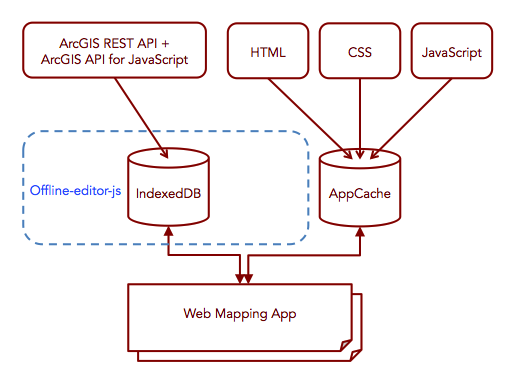 ArcGIS REST API +
ArcGIS API for JavaScript
HTML
CSS
JavaScript
Offline-editor-js
IndexedDB
AppCache
Web Mapping App